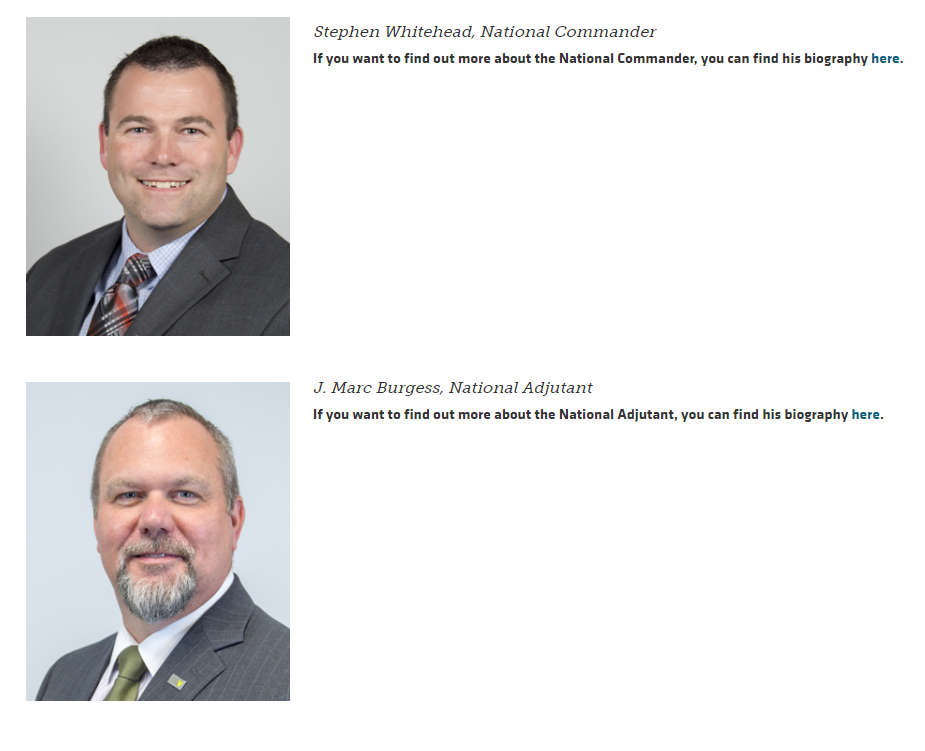 Stephen Whitehead, National Commander
If you want to find out more about the National Commander, you can find his biography here.
J. Marc Burgess, National Adjutant
If you want to find out more about the National Adjutant, you can find his biography here.